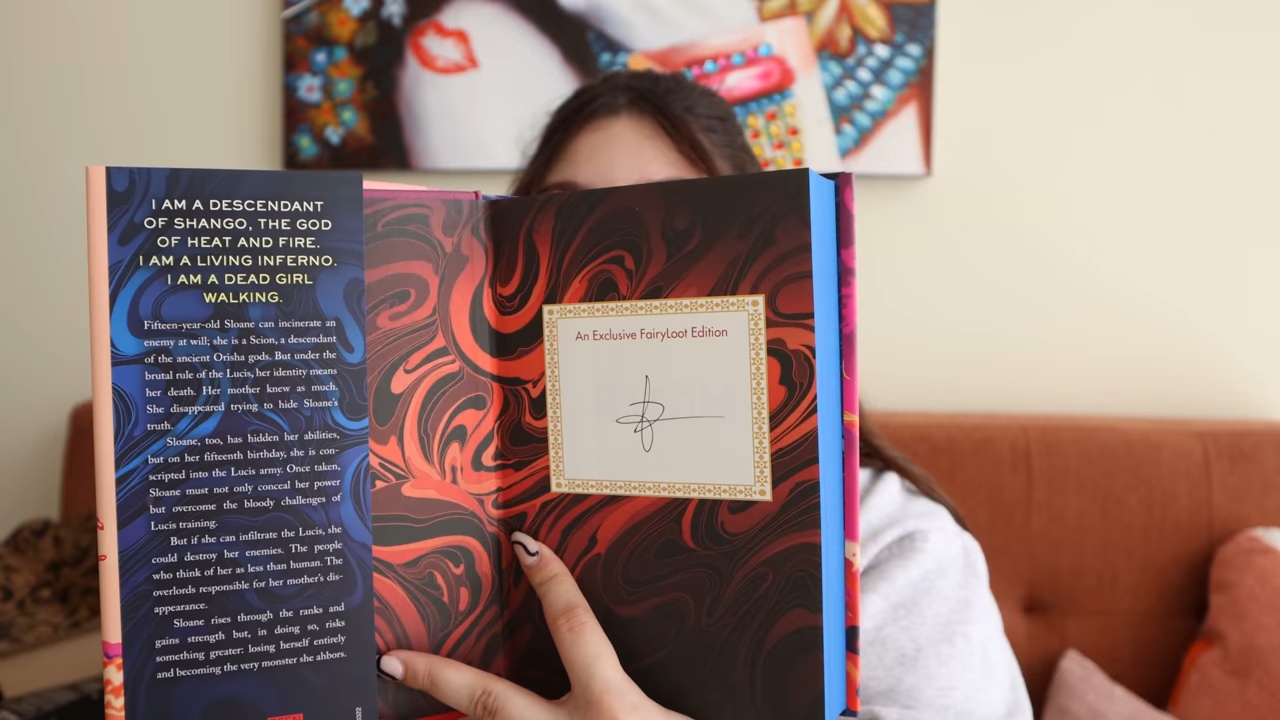 I AM A DESCENDANT
OF SHANGO, THE GOD
OF HEAT AND FIRE.
I AM A LIVING INFERNO.
I AM A DEAD GIRL
WALKING.
Fifteen-year-old Sloane can incinerate an
enemy at will; she is a Scion, a descendant
of the ancient Orisha gods. But under the
brutal rule of the Lucis, her identity means
her death. Her mother knew as much.
She disappeared trying to hide Sloane's
truth.
Sloane, too, has hidden her abilities,
but on her fifteenth birthday, she is con-
scripted into the Lucis army. Once taken,
Sloane must not only conceal her power
but overcome the bloody challenges of
Lucis training.
But if she can infiltrate the Lucis, she
could destroy her enemies. The people
who think of her as less than human. The
overlords responsible for her mother's dis-
appearance.
Sloane rises through the ranks and
gains strength but, in doing so, risks
something greater: losing herself entirely
and becoming the very monster she ahbors.
An Exclusive FairyLoot Edition